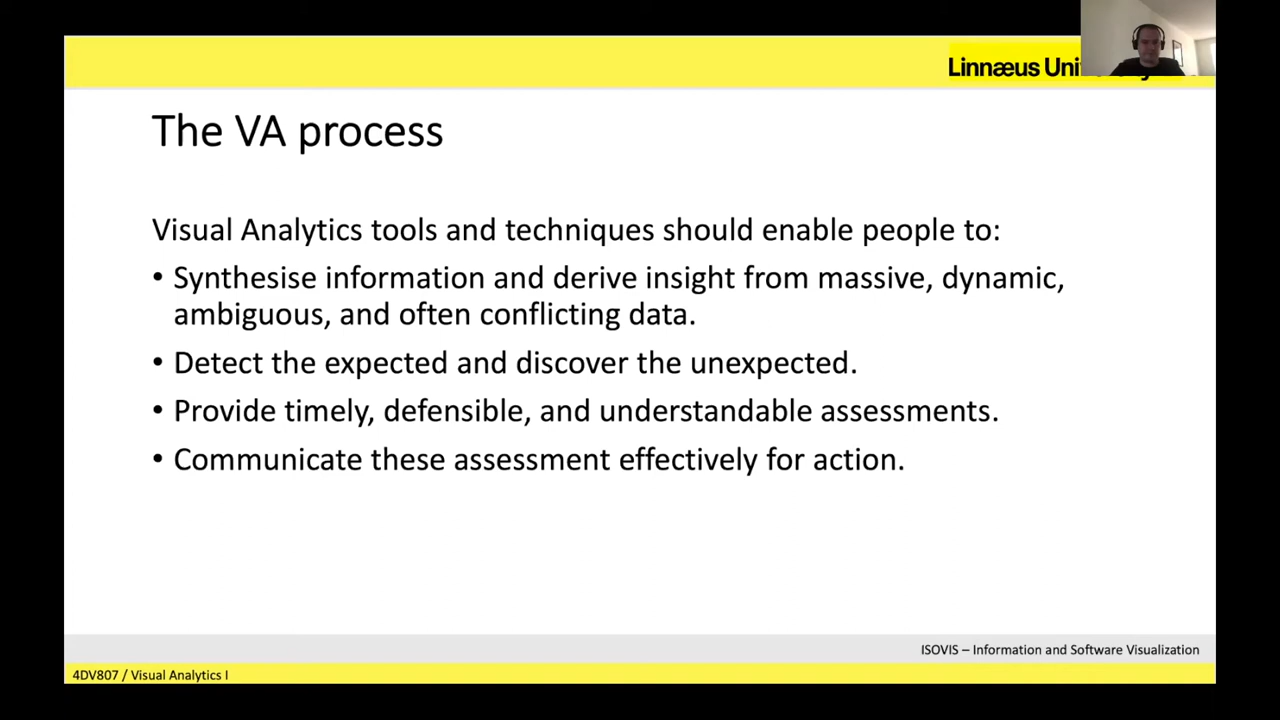 Linnæus Uni
The VA process
Visual Analytics tools and techniques should enable people to:
• Synthesise information and derive insight from massive, dynamic,
ambiguous, and often conflicting data.
• Detect the expected and discover the unexpected.
• Provide timely, defensible, and understandable assessments.
• Communicate these assessment effectively for action.
ISOVIS – Information and Software Visualization
4DV807 / Visual Analytics I